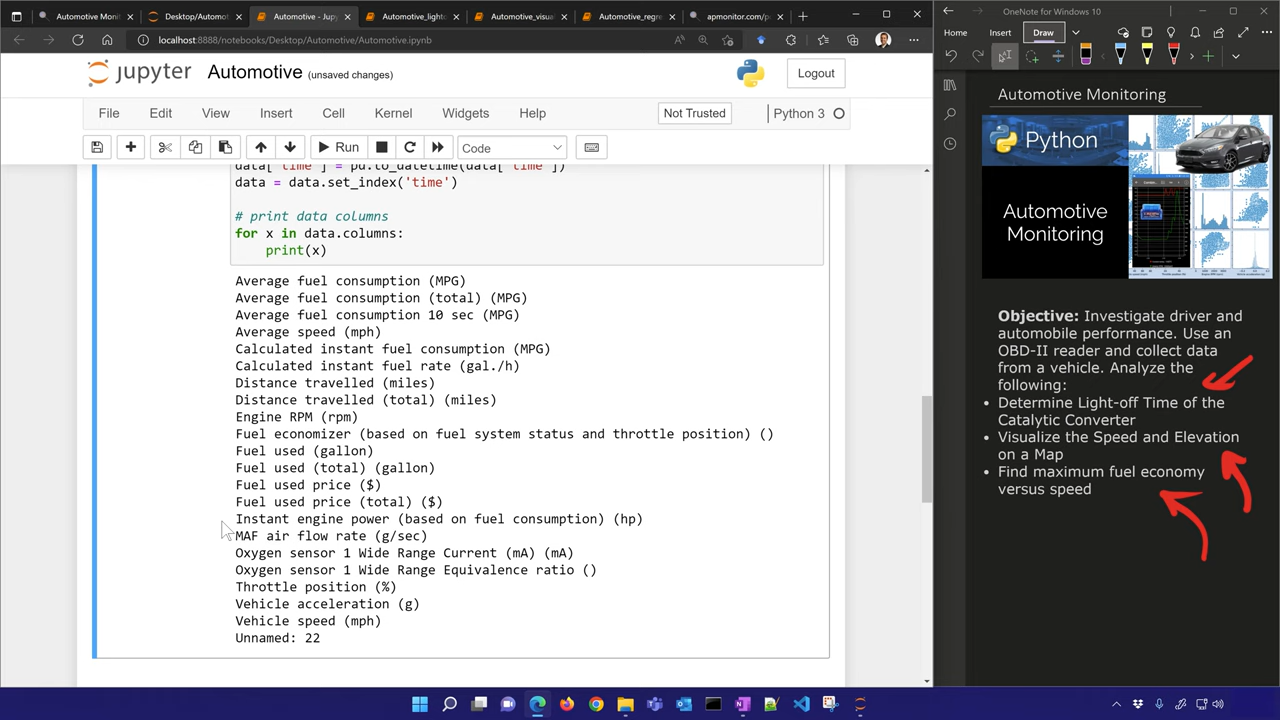 Automotive Monit
Desktop/Automot
Automotive - Jup
Automotive_light
Automotive_visua
Automotive_regre
apmonitor.com/p
localhost:8888/notebooks/Desktop/Automotive/Automotive.ipynb
jupyter Automotive (unsaved changes)
Logout
File Edit View Insert Cell Kernel Widgets Help
Not Trusted
Python 3
Run
Code
data['time'] = pd.to_datetime(data['time'])
data = data.set_index('time')
# print data columns
for x in data.columns:
    print(x)
Average fuel consumption (MPG)
Average fuel consumption (total) (MPG)
Average fuel consumption 10 sec (MPG)
Average speed (mph)
Calculated instant fuel consumption (MPG)
Calculated instant fuel rate (gal./h)
Distance travelled (miles)
Distance travelled (total) (miles)
Engine RPM (rpm)
Fuel economizer (based on fuel system status and throttle position) ()
Fuel used (gallon)
Fuel used (total) (gallon)
Fuel used price ($)
Fuel used price (total) ($)
Instant engine power (based on fuel consumption) (hp)
MAF air flow rate (g/sec)
Oxygen sensor 1 Wide Range Current (mA) (mA)
Oxygen sensor 1 Wide Range Equivalence ratio ()
Throttle position (%)
Vehicle acceleration (g)
Vehicle speed (mph)
Unnamed: 22
OneNote for Windows 10
Home Insert Draw
Automotive Monitoring
Python
Automotive
Monitoring
Objective: Investigate driver and
automobile performance. Use an
OBD-II reader and collect data
from a vehicle. Analyze the
following:
• Determine Light-off Time of the
Catalytic Converter
• Visualize the Speed and Elevation
on a Map
• Find maximum fuel economy
versus speed